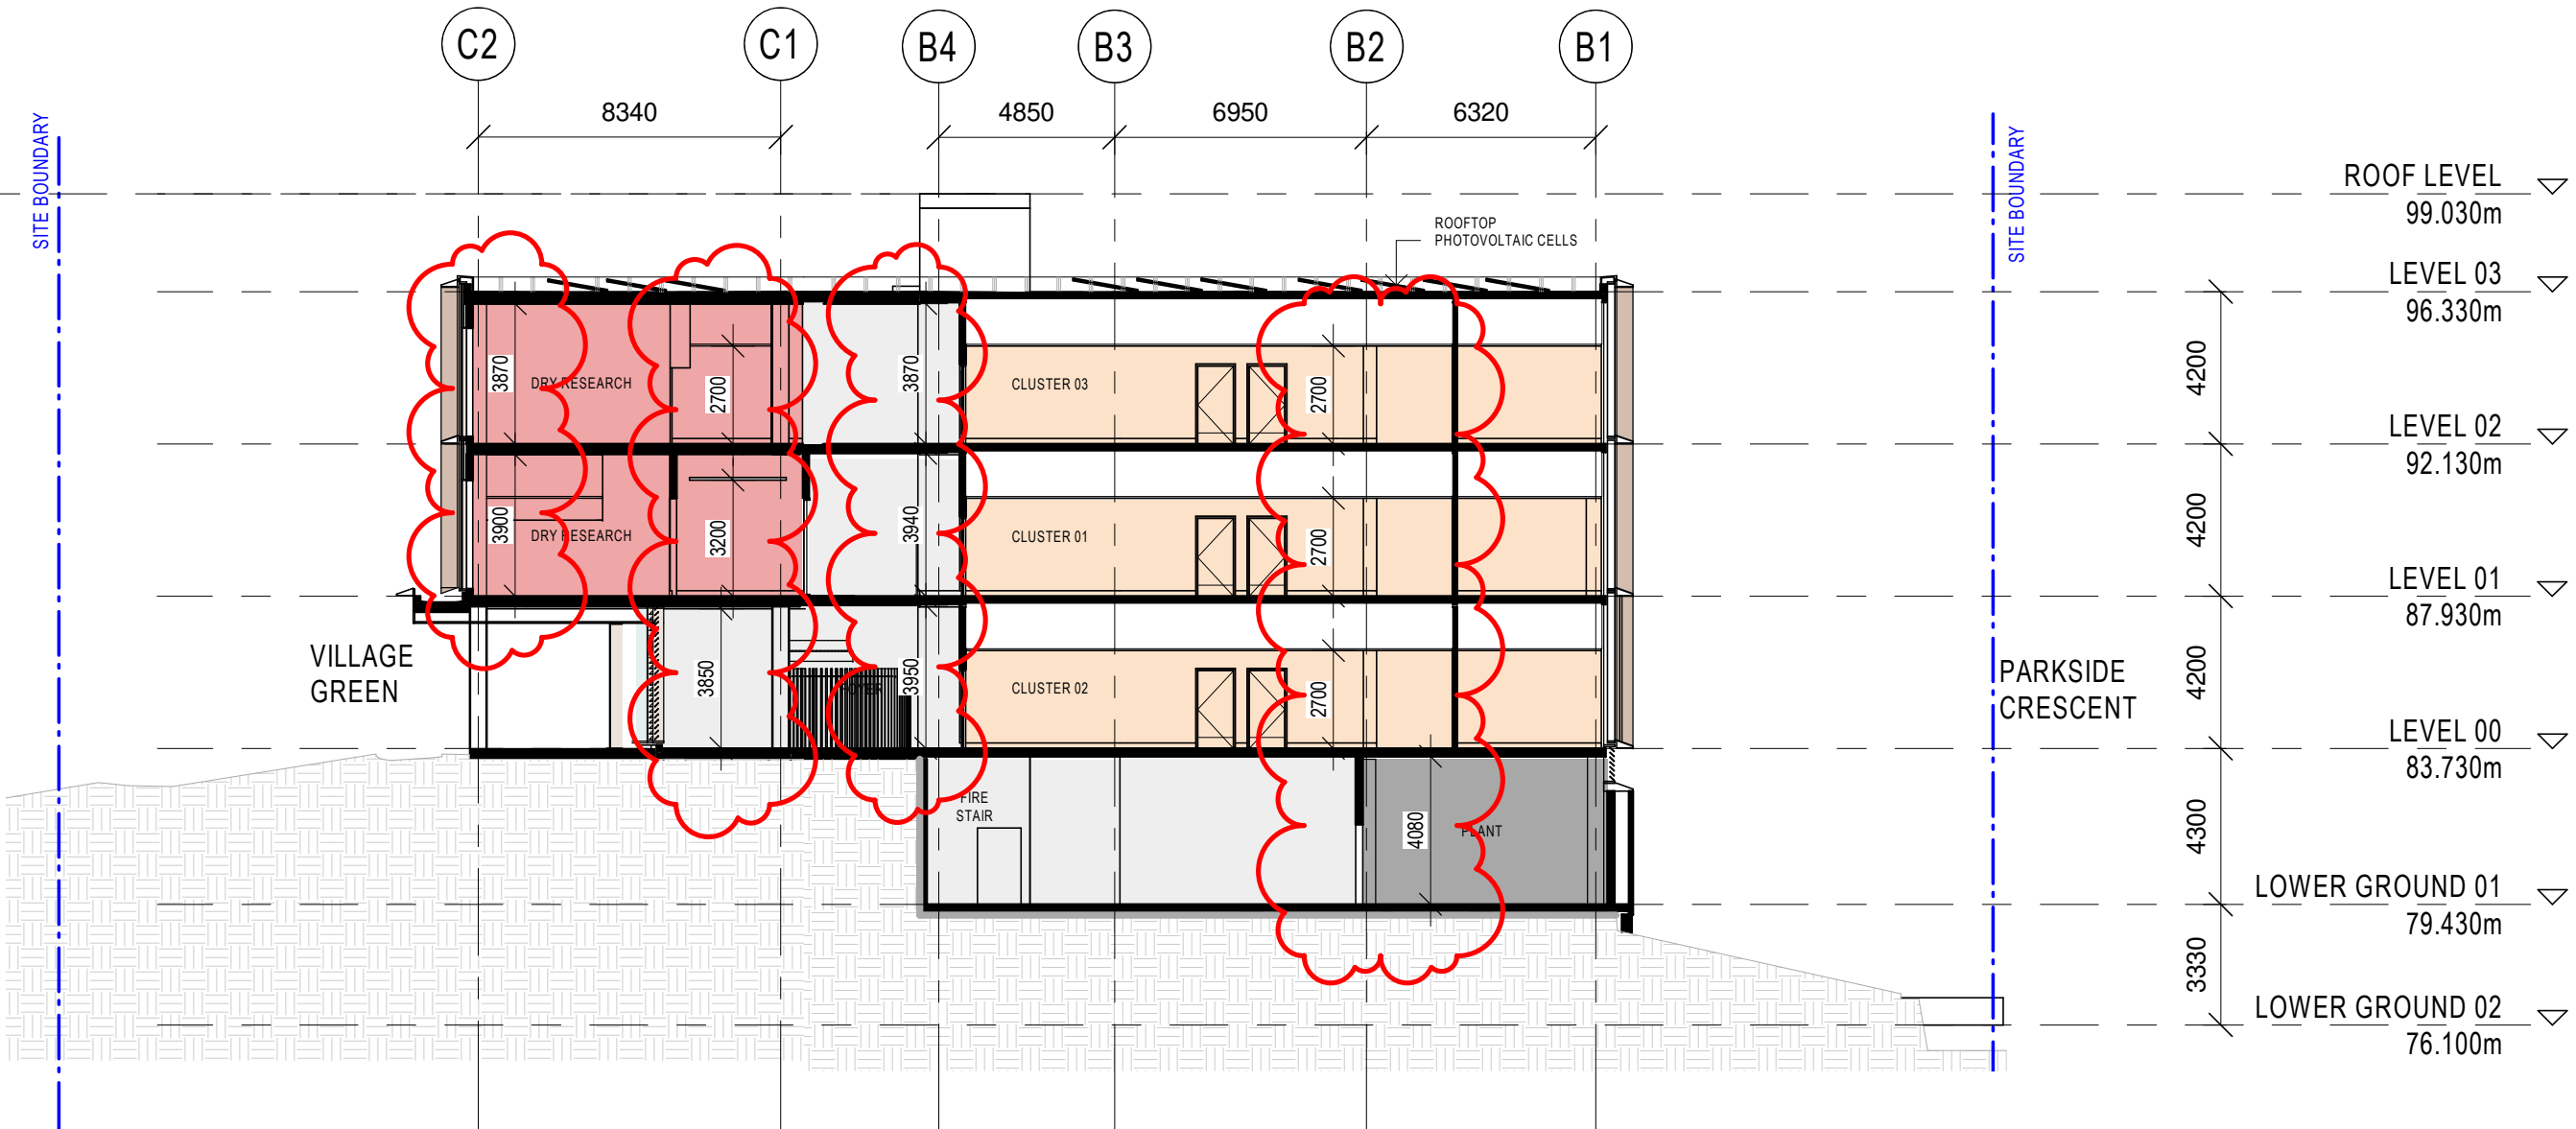 C2
C1
B4
B3
B2
B1
8340
4850
6950
6320
SITE BOUNDARY
SITE BOUNDARY
ROOF LEVEL
99.030m
ROOFTOP
PHOTOVOLTAIC CELLS
LEVEL 03
96.330m
4200
3870
DRY RESEARCH
2700
3870
CLUSTER 03
2700
LEVEL 02
92.130m
4200
3900
DRY RESEARCH
3200
3940
CLUSTER 01
2700
LEVEL 01
87.930m
4200
VILLAGE
GREEN
3850
FOYER
3950
CLUSTER 02
2700
PARKSIDE
CRESCENT
LEVEL 00
83.730m
4300
FIRE
STAIR
4080
PLANT
LOWER GROUND 01
79.430m
3330
LOWER GROUND 02
76.100m